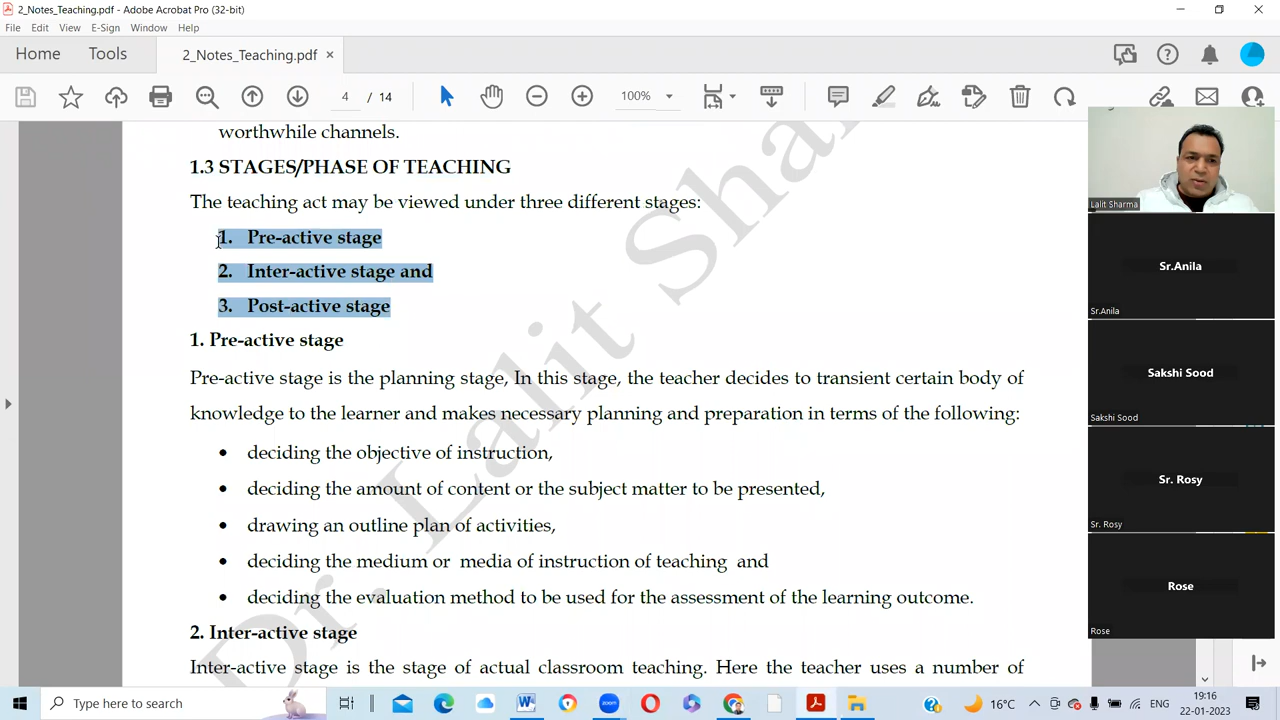 2_Notes_Teaching.pdf - Adobe Acrobat Pro (32-bit)
File Edit View E-Sign Window Help
Home Tools 2_Notes_Teaching.pdf ×
4 / 14 100%
worthwhile channels.
1.3 STAGES/PHASE OF TEACHING
The teaching act may be viewed under three different stages:
1. Pre-active stage
2. Inter-active stage and
3. Post-active stage
1. Pre-active stage
Pre-active stage is the planning stage, In this stage, the teacher decides to transient certain body of
knowledge to the learner and makes necessary planning and preparation in terms of the following:
• deciding the objective of instruction,
• deciding the amount of content or the subject matter to be presented,
• drawing an outline plan of activities,
• deciding the medium or media of instruction of teaching and
• deciding the evaluation method to be used for the assessment of the learning outcome.
2. Inter-active stage
Inter-active stage is the stage of actual classroom teaching. Here the teacher uses a number of
Dr. Lalit Shar
Lalit Sharma
Sr.Anila
Sr.Anila
Sakshi Sood
Sakshi Sood
Sr. Rosy
Sr. Rosy
Rose
Rose
Type here to search
16°C
ENG
19:16
22-01-2023